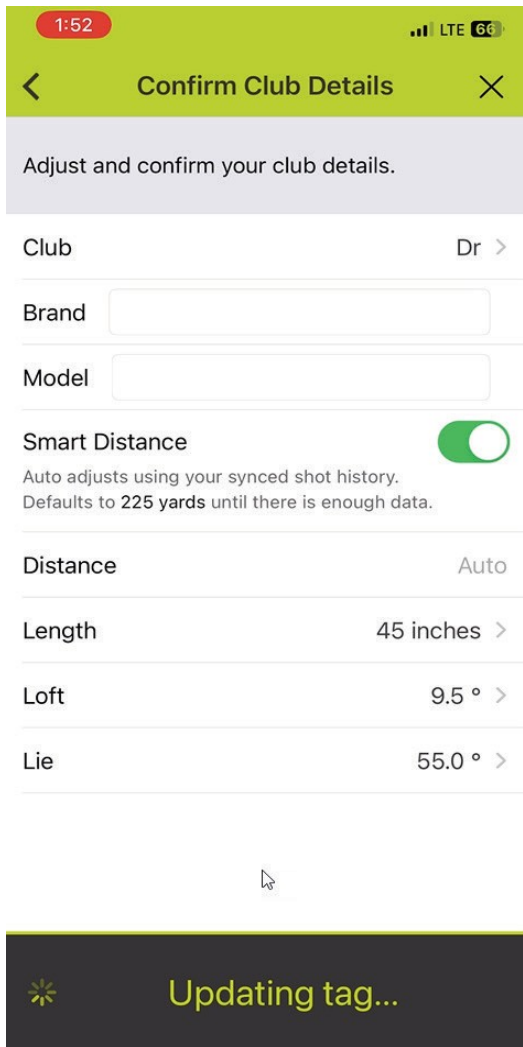 1:52 LTE 66
Confirm Club Details
Adjust and confirm your club details.
Club Dr
Brand
Model
Smart Distance
Auto adjusts using your synced shot history.
Defaults to 225 yards until there is enough data.
Distance Auto
Length 45 inches
Loft 9.5 °
Lie 55.0 °
Updating tag...